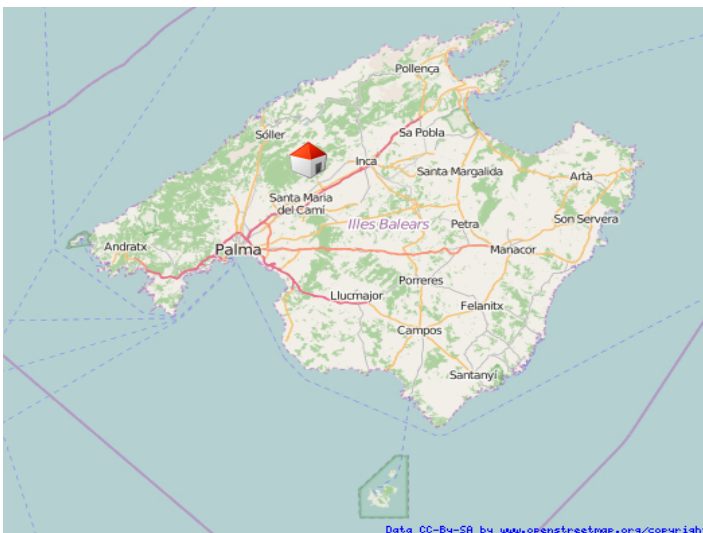 Pollença
Sóller
Sa Pobla
Inca
Santa Margalida
Artà
Santa Maria
del Camí
Illes Balears
Petra
Son Servera
Andratx
Palma
Manacor
Porreres
Llucmajor
Felanitx
Campos
Santanyí
Data CC-By-SA by www.openstreetmap.org/copyright